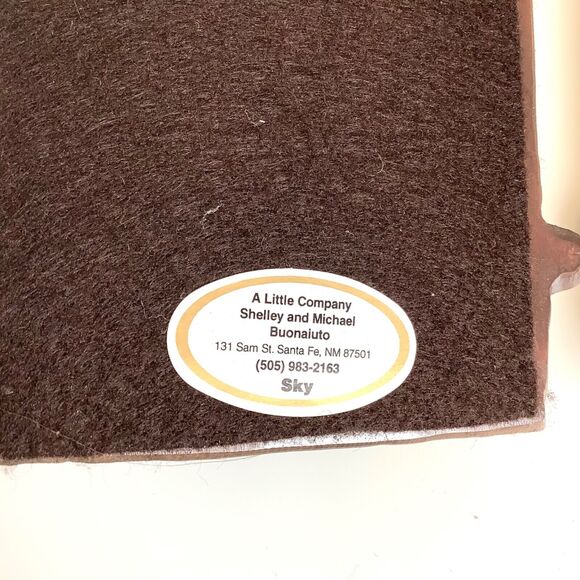 A Little Company
Shelley and Michael
Buonaiuto
131 Sam St. Santa Fe, NM 87501
(505) 983-2163
Sky